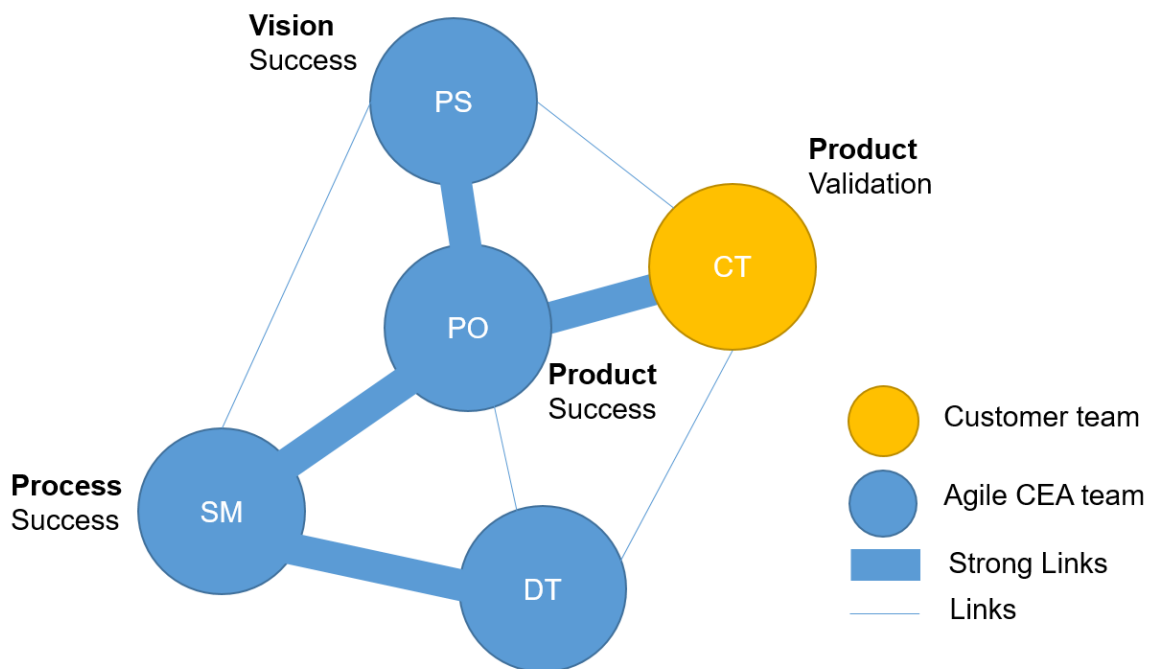 Vision
Success
PS
Product
Validation
CT
PO
Product
Success
Customer team
Process
Success
SM
Agile CEA team
DT
Strong Links
Links